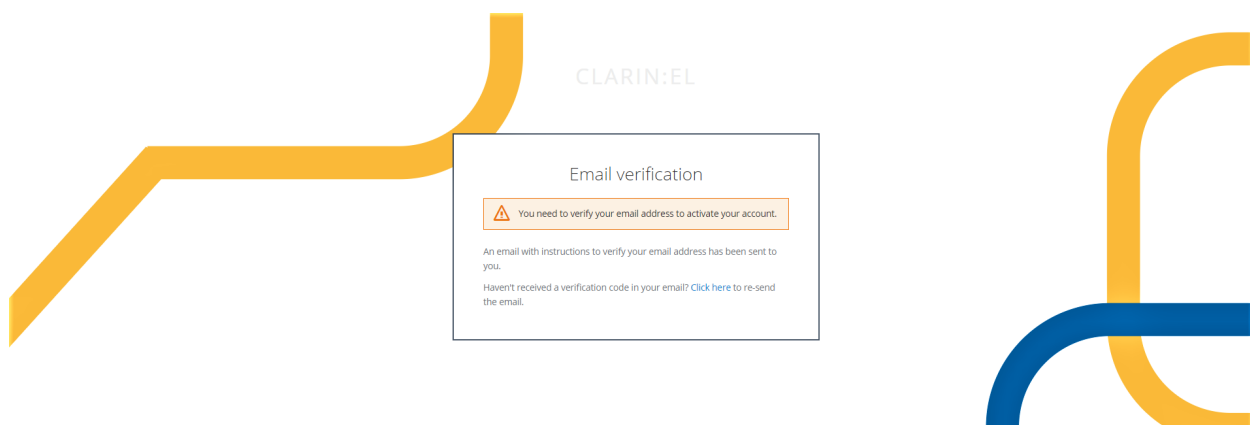 CLARIN:EL
Email verification
You need to verify your email address to activate your account.
An email with instructions to verify your email address has been sent to
you.
Haven't received a verification code in your email? Click here to re-send
the email.